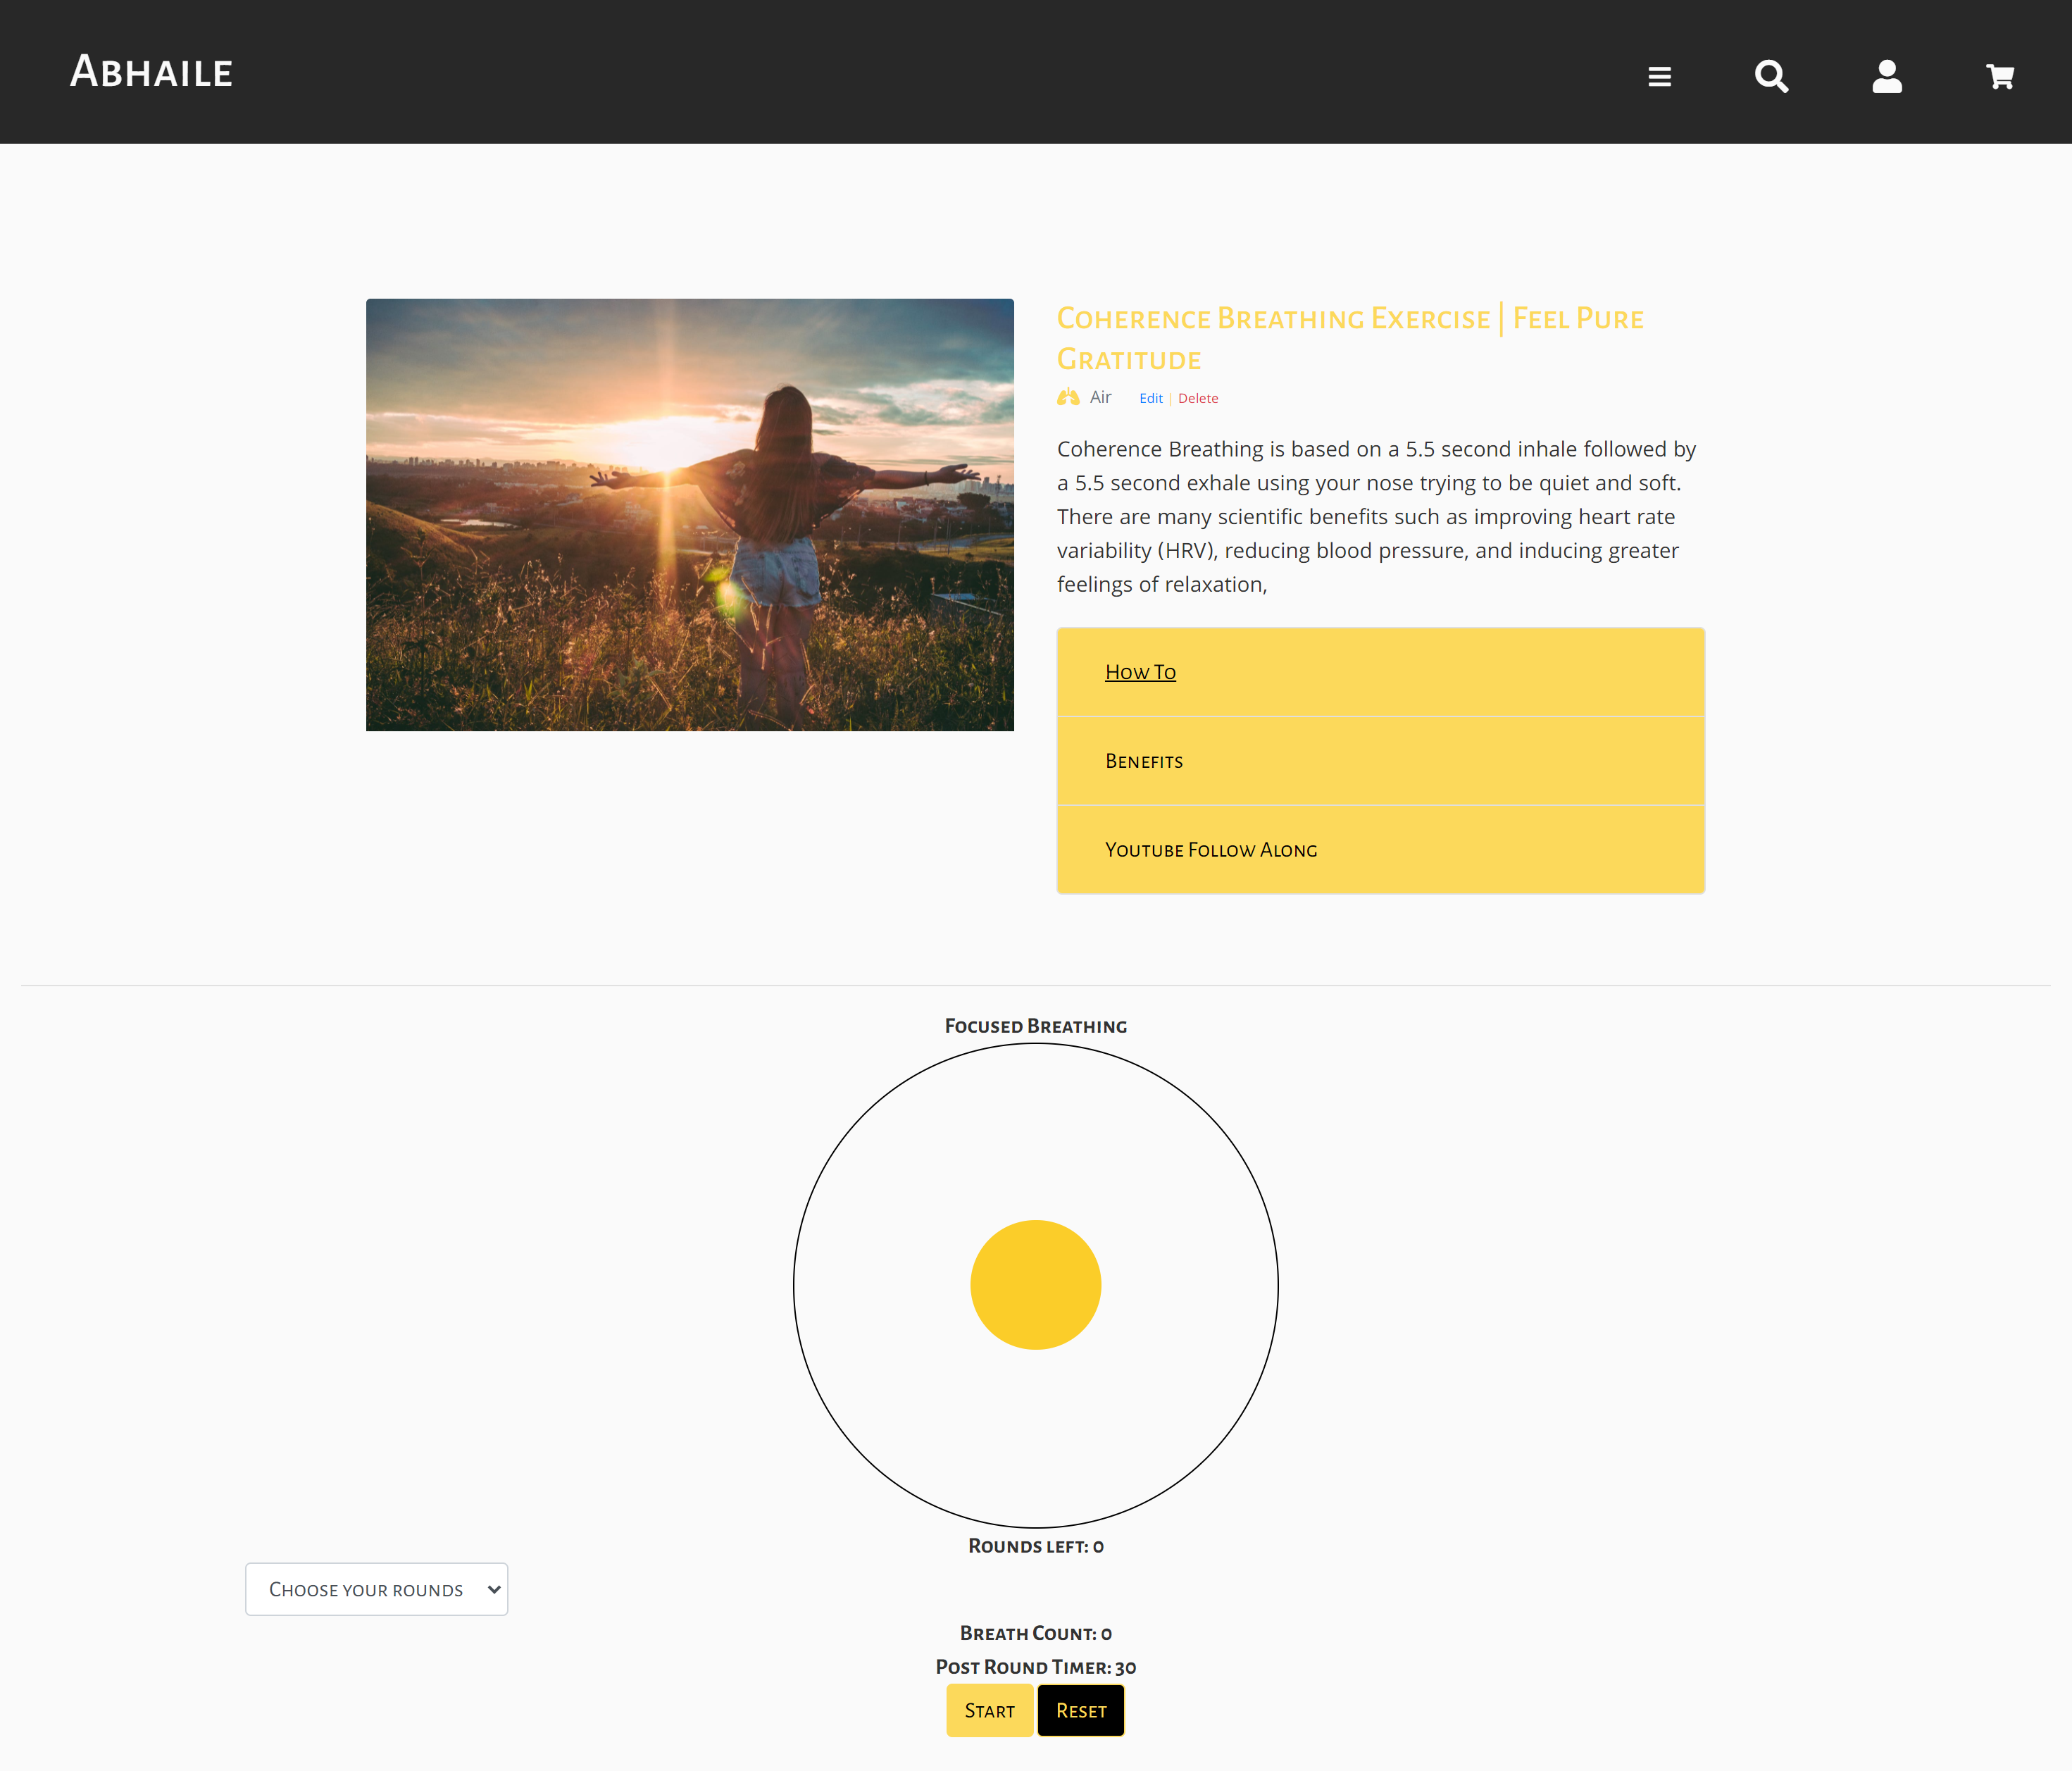 Abhaile
Coherence Breathing Exercise | Feel Pure
Gratitude
Air Edit | Delete
Coherence Breathing is based on a 5.5 second inhale followed by
a 5.5 second exhale using your nose trying to be quiet and soft.
There are many scientific benefits such as improving heart rate
variability (HRV), reducing blood pressure, and inducing greater
feelings of relaxation,
How To
Benefits
Youtube Follow Along
Focused Breathing
Rounds left: 0
Choose your rounds
Breath Count: 0
Post Round Timer: 30
Start Reset